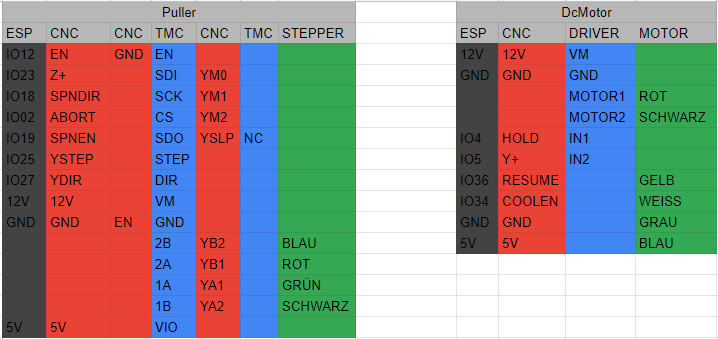 Puller DcMotor
ESP CNC CNC TMC CNC TMC STEPPER ESP CNC DRIVER MOTOR
IO12 EN GND EN 12V 12V VM
IO23 Z+ SDI YM0 GND GND GND
IO18 SPNDIR SCK YM1 MOTOR1 ROT
IO02 ABORT CS YM2 MOTOR2 SCHWARZ
IO19 SPNEN SDO YSLP NC IO4 HOLD IN1
IO25 YSTEP STEP IO5 Y+ IN2
IO27 YDIR DIR IO36 RESUME GELB
12V 12V VM IO34 COOLEN WEISS
GND GND EN GND GND GND GRAU
2B YB2 BLAU 5V 5V BLAU
2A YB1 ROT
1A YA1 GRÜN
1B YA2 SCHWARZ
5V 5V VIO